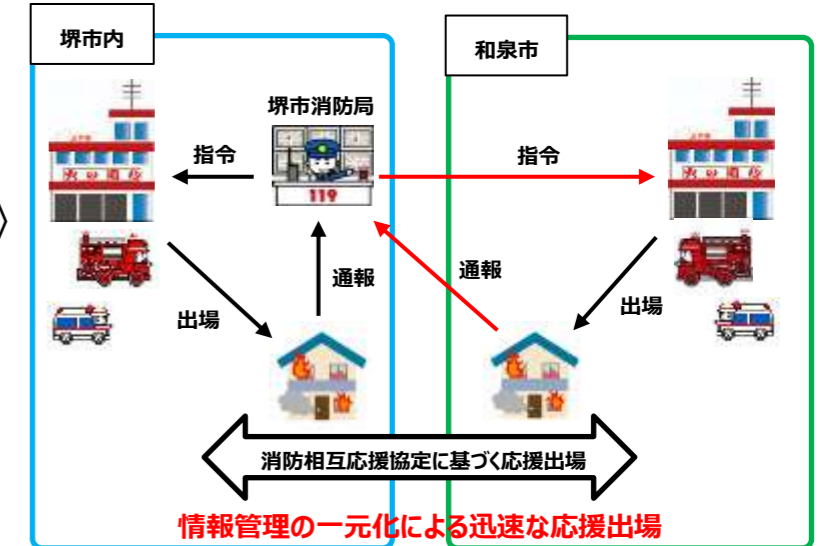 堺市内
和泉市
堺市消防局
指令
指令
119
通報
通報
出場
出場
消防相互応援協定に基づく応援出場
情報管理の一元化による迅速な応援出場